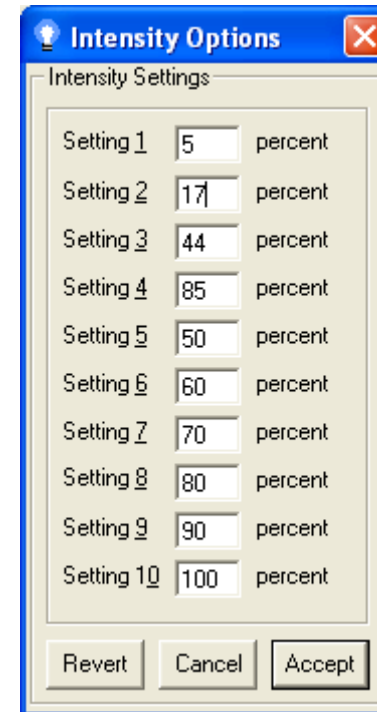 Intensity Options
Intensity Settings
Setting 1 5 percent
Setting 2 17 percent
Setting 3 44 percent
Setting 4 85 percent
Setting 5 50 percent
Setting 6 60 percent
Setting 7 70 percent
Setting 8 80 percent
Setting 9 90 percent
Setting 10 100 percent
Revert Cancel Accept